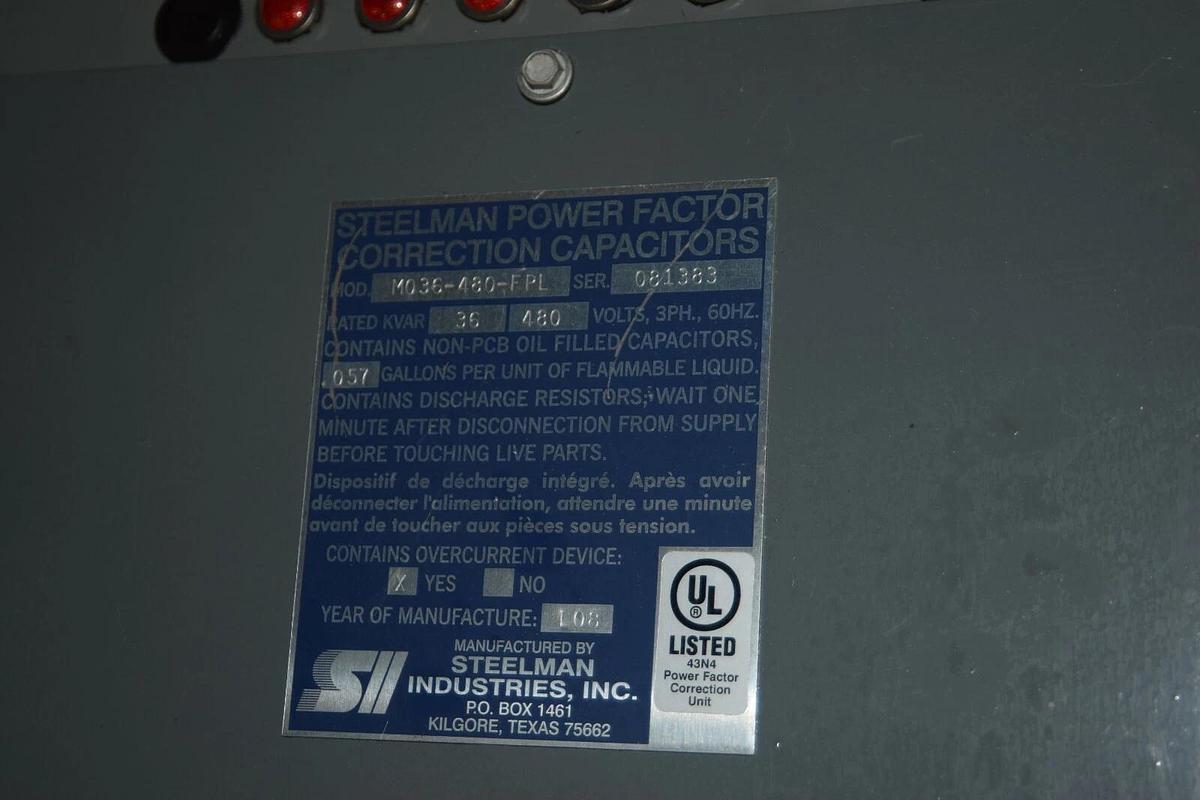 STEELMAN POWER FACTOR
CORRECTION CAPACITORS
MOD. M036-480-FPL SER. 081383
RATED KVAR 36 480 VOLTS, 3PH., 60HZ.
CONTAINS NON-PCB OIL FILLED CAPACITORS,
.057 GALLONS PER UNIT OF FLAMMABLE LIQUID.
CONTAINS DISCHARGE RESISTORS; WAIT ONE
MINUTE AFTER DISCONNECTION FROM SUPPLY
BEFORE TOUCHING LIVE PARTS.
Dispositif de décharge intégré. Après avoir
déconnecter l'alimentation, attendre une minute
avant de toucher aux pièces sous tension.
CONTAINS OVERCURRENT DEVICE:
X YES NO
YEAR OF MANUFACTURE: L08
MANUFACTURED BY
STEELMAN
INDUSTRIES, INC.
P.O. BOX 1461
KILGORE, TEXAS 75662
SII
UL ®
LISTED
43N4
Power Factor
Correction
Unit